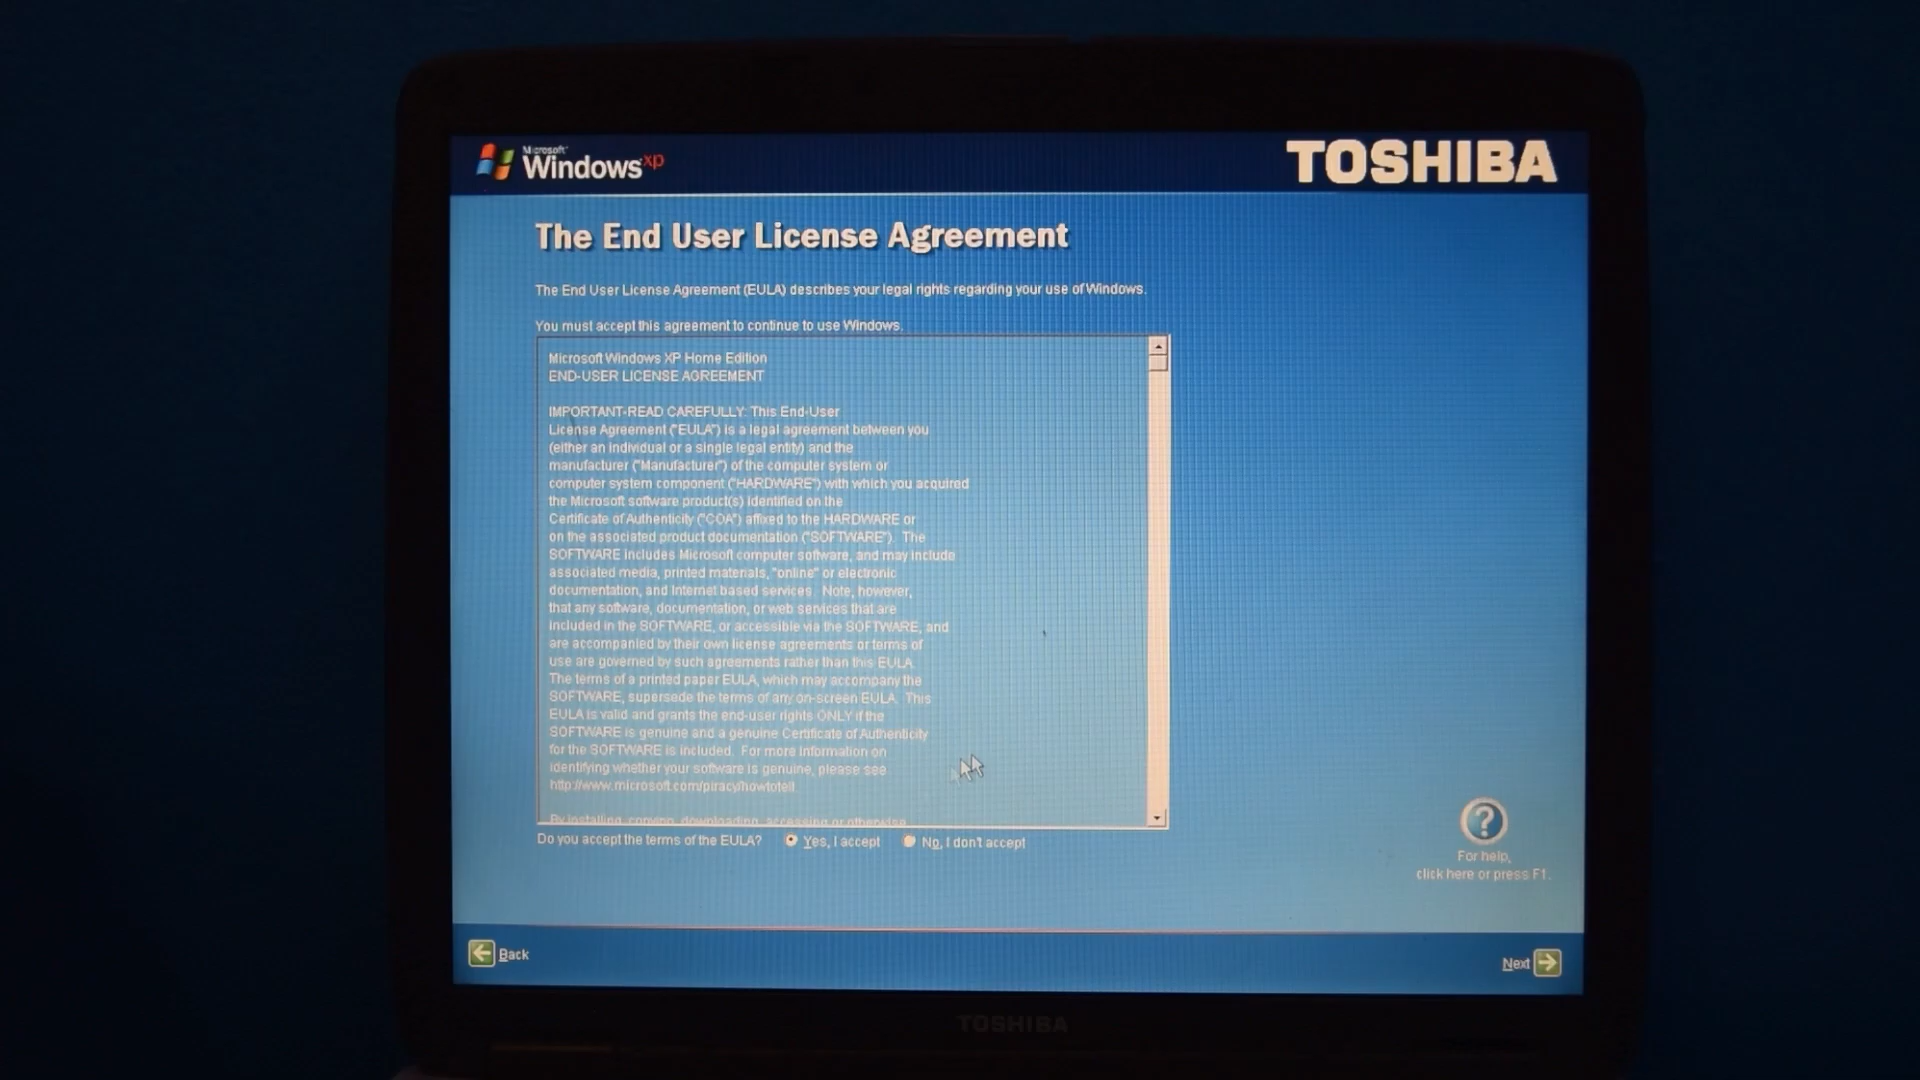 Microsoft
Windows xp
TOSHIBA
The End User License Agreement
The End User License Agreement (EULA) describes your legal rights regarding your use of Windows.
You must accept this agreement to continue to use Windows.
Microsoft Windows XP Home Edition
END-USER LICENSE AGREEMENT
IMPORTANT-READ CAREFULLY: This End-User
License Agreement ("EULA") is a legal agreement between you
(either an individual or a single legal entity) and the
manufacturer ("Manufacturer") of the computer system or
computer system component ("HARDWARE") with which you acquired
the Microsoft software product(s) identified on the
Certificate of Authenticity ("COA") affixed to the HARDWARE or
on the associated product documentation ("SOFTWARE"). The
SOFTWARE includes Microsoft computer software, and may include
associated media, printed materials, "online" or electronic
documentation, and Internet based services. Note, however,
that any software, documentation, or web services that are
included in the SOFTWARE, or accessible via the SOFTWARE, and
are accompanied by their own license agreements or terms of
use are governed by such agreements rather than this EULA.
The terms of a printed paper EULA, which may accompany the
SOFTWARE, supersede the terms of any on-screen EULA. This
EULA is valid and grants the end-user rights ONLY if the
SOFTWARE is genuine and a genuine Certificate of Authenticity
for the SOFTWARE is included. For more information on
identifying whether your software is genuine, please see
http://www.microsoft.com/piracy/howtotell.
By installing, copying, downloading, accessing or otherwise
Do you accept the terms of the EULA? Yes, I accept No, I don't accept
For help,
click here or press F1.
Back
Next
TOSHIBA